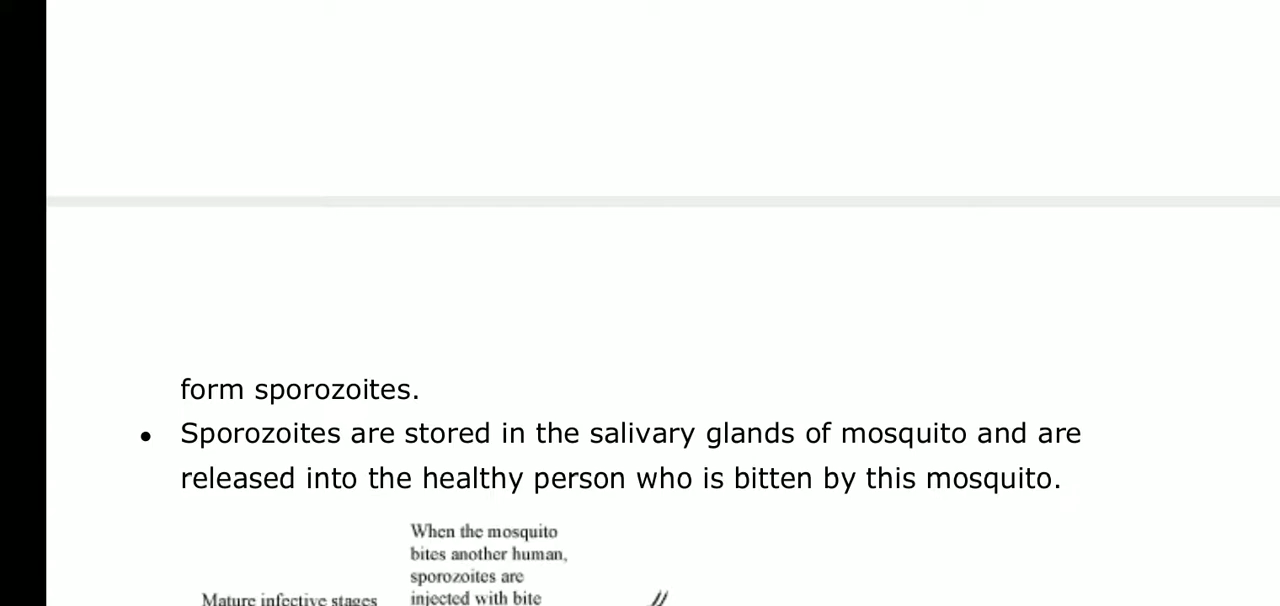 form sporozoites.
• Sporozoites are stored in the salivary glands of mosquito and are
released into the healthy person who is bitten by this mosquito.
When the mosquito
bites another human,
sporozoites are
injected with bite
Mature infective stages